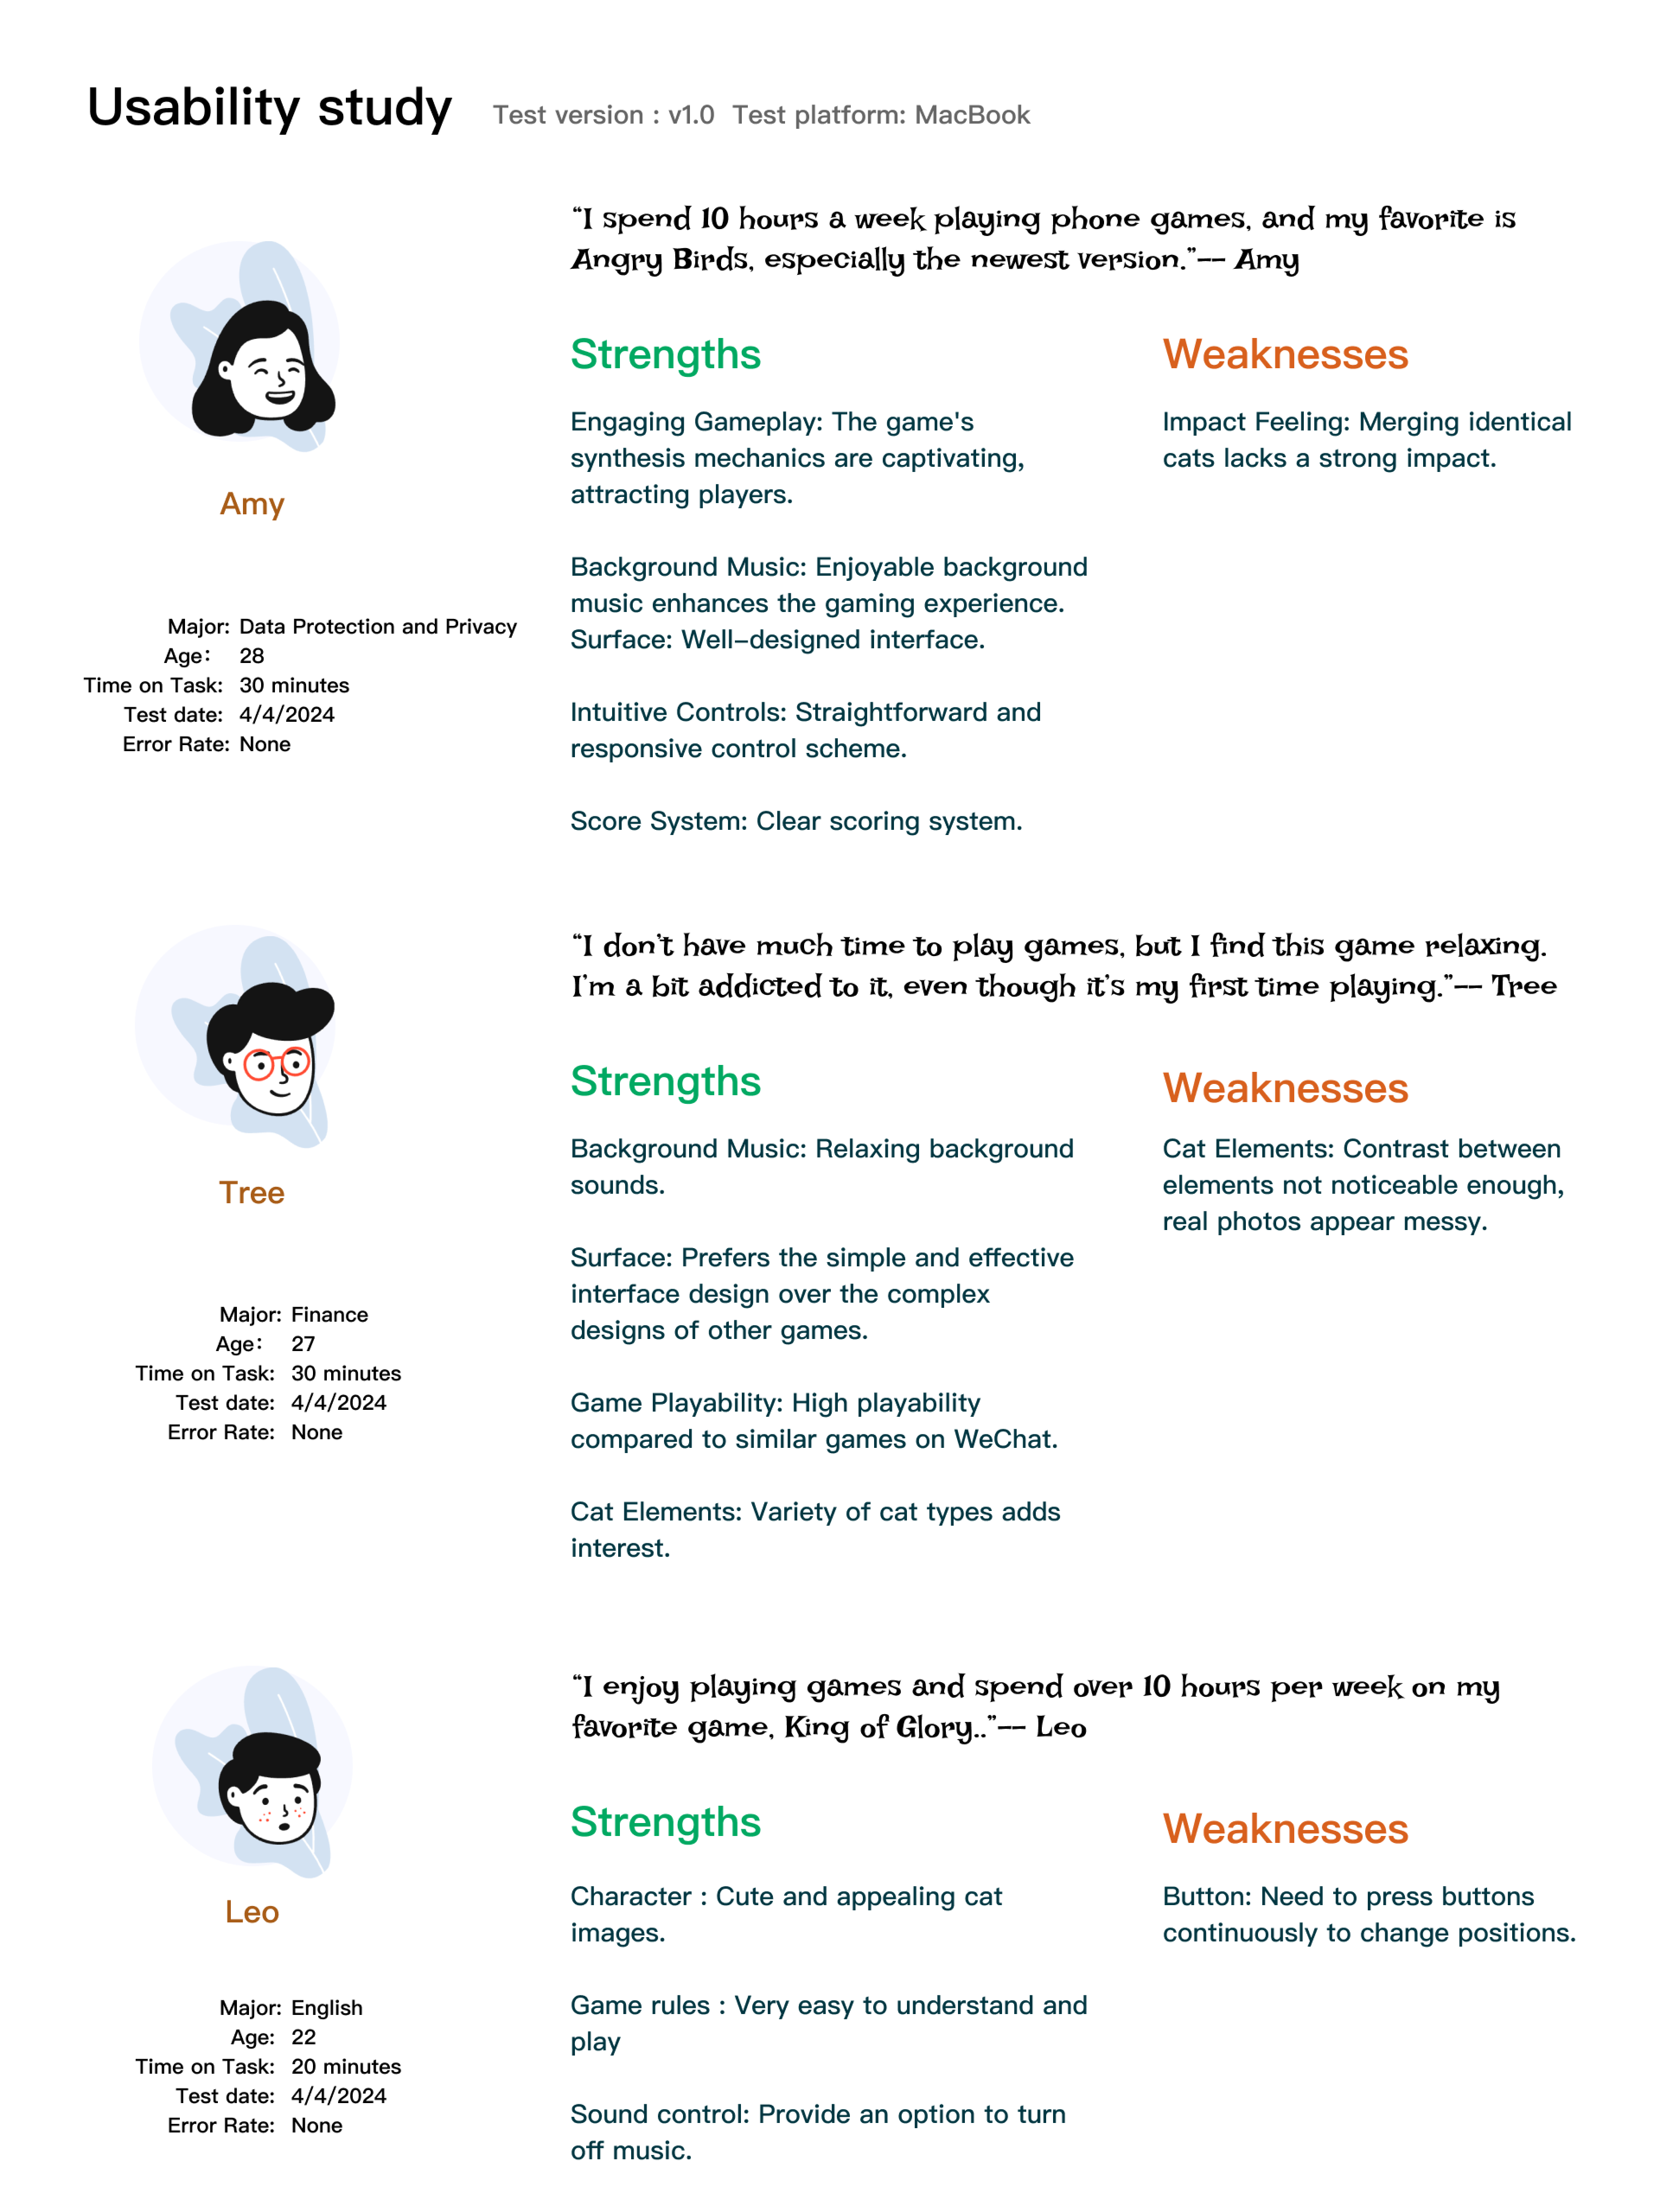 Usability study
Test version : v1.0 Test platform: MacBook
“I spend 10 hours a week playing phone games, and my favorite is
Angry Birds, especially the newest version.”-- Amy
Amy
Major: Data Protection and Privacy
Age： 28
Time on Task: 30 minutes
Test date: 4/4/2024
Error Rate: None
Strengths
Engaging Gameplay: The game's
synthesis mechanics are captivating,
attracting players.
Background Music: Enjoyable background
music enhances the gaming experience.
Surface: Well-designed interface.
Intuitive Controls: Straightforward and
responsive control scheme.
Score System: Clear scoring system.
Weaknesses
Impact Feeling: Merging identical
cats lacks a strong impact.
“I don’t have much time to play games, but I find this game relaxing.
I’m a bit addicted to it, even though it’s my first time playing.”-- Tree
Tree
Major: Finance
Age： 27
Time on Task: 30 minutes
Test date: 4/4/2024
Error Rate: None
Strengths
Background Music: Relaxing background
sounds.
Surface: Prefers the simple and effective
interface design over the complex
designs of other games.
Game Playability: High playability
compared to similar games on WeChat.
Cat Elements: Variety of cat types adds
interest.
Weaknesses
Cat Elements: Contrast between
elements not noticeable enough,
real photos appear messy.
“I enjoy playing games and spend over 10 hours per week on my
favorite game, King of Glory..”-- Leo
Leo
Major: English
Age: 22
Time on Task: 20 minutes
Test date: 4/4/2024
Error Rate: None
Strengths
Character : Cute and appealing cat
images.
Game rules : Very easy to understand and
play
Sound control: Provide an option to turn
off music.
Weaknesses
Button: Need to press buttons
continuously to change positions.